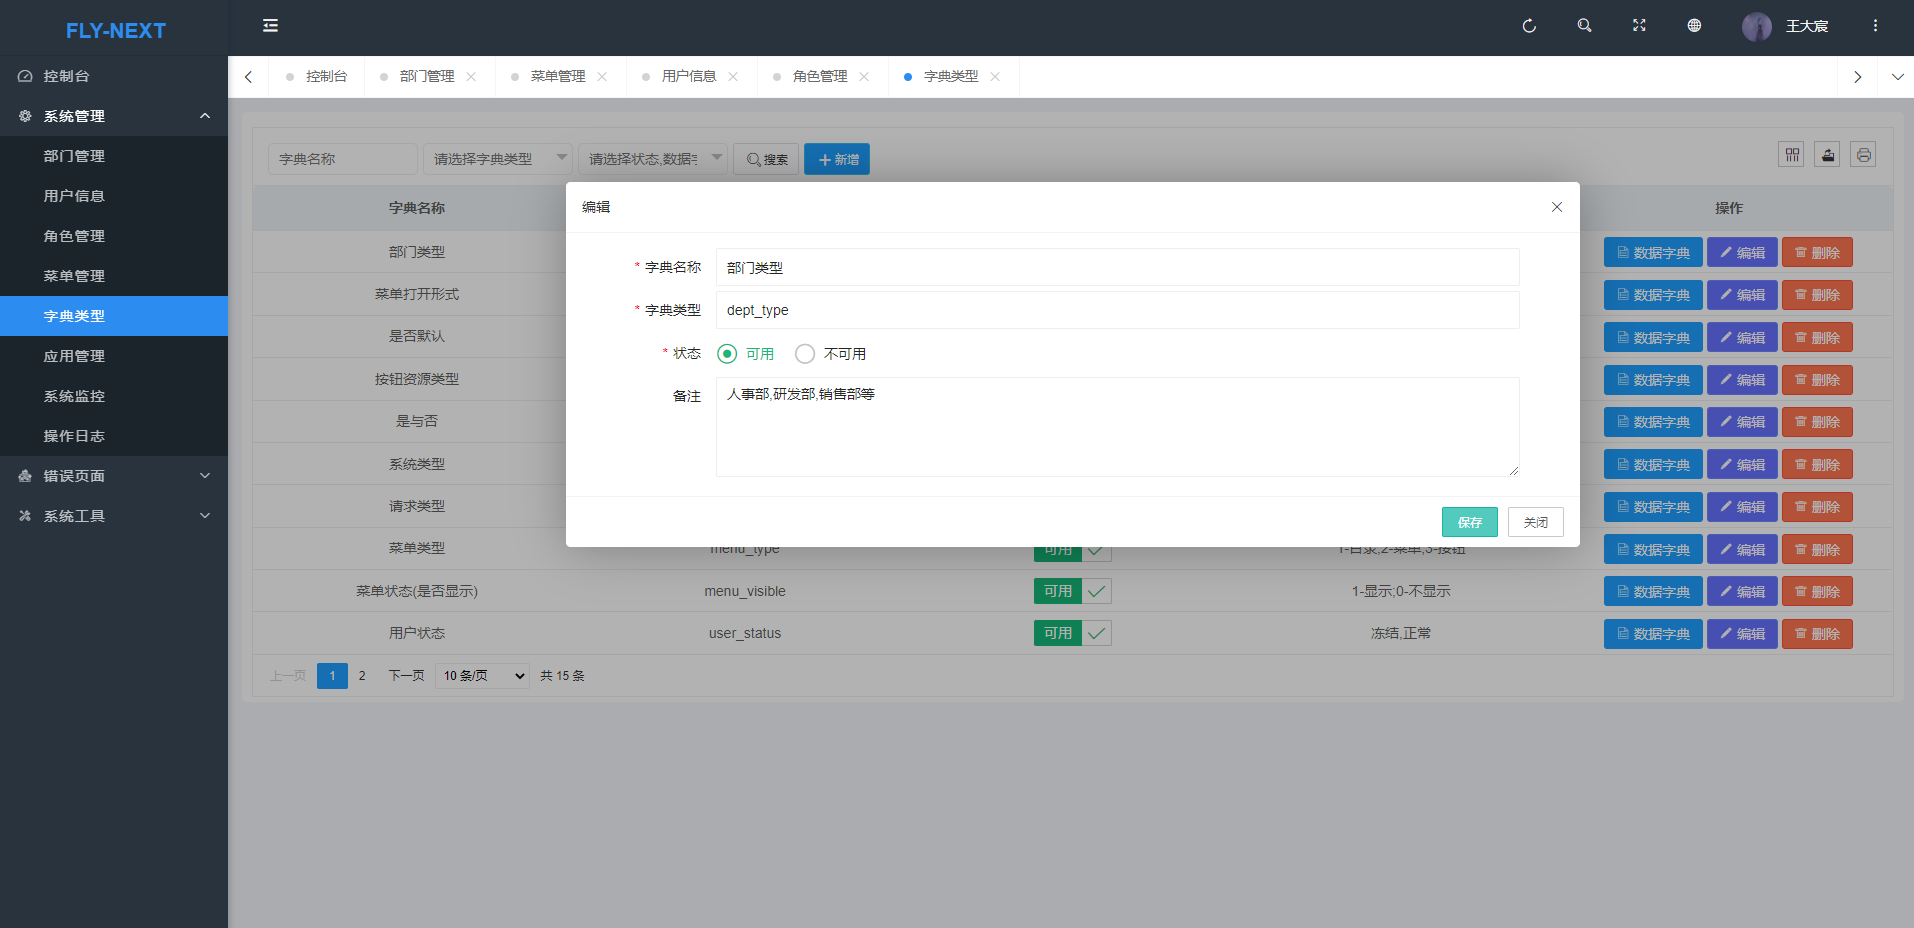 FLY-NEXT
王大宸
控制台
系统管理
部门管理
用户信息
角色管理
菜单管理
字典类型
应用管理
系统监控
操作日志
错误页面
系统工具
控制台 部门管理 菜单管理 用户信息 角色管理 字典类型
字典名称 请选择字典类型 请选择状态,数据字 搜索 新增
字典名称 操作
部门类型 数据字典 编辑 删除
菜单打开形式 数据字典 编辑 删除
是否默认 数据字典 编辑 删除
按钮资源类型 数据字典 编辑 删除
是与否 数据字典 编辑 删除
系统类型 数据字典 编辑 删除
请求类型 数据字典 编辑 删除
菜单类型 menu_type 可用 1-目录;2-菜单;3-按钮 数据字典 编辑 删除
菜单状态(是否显示) menu_visible 可用 1-显示;0-不显示 数据字典 编辑 删除
用户状态 user_status 可用 冻结,正常 数据字典 编辑 删除
上一页 1 2 下一页 10 条/页 共 15 条
编辑
* 字典名称 部门类型
* 字典类型 dept_type
* 状态 可用 不可用
备注 人事部,研发部,销售部等
保存 关闭